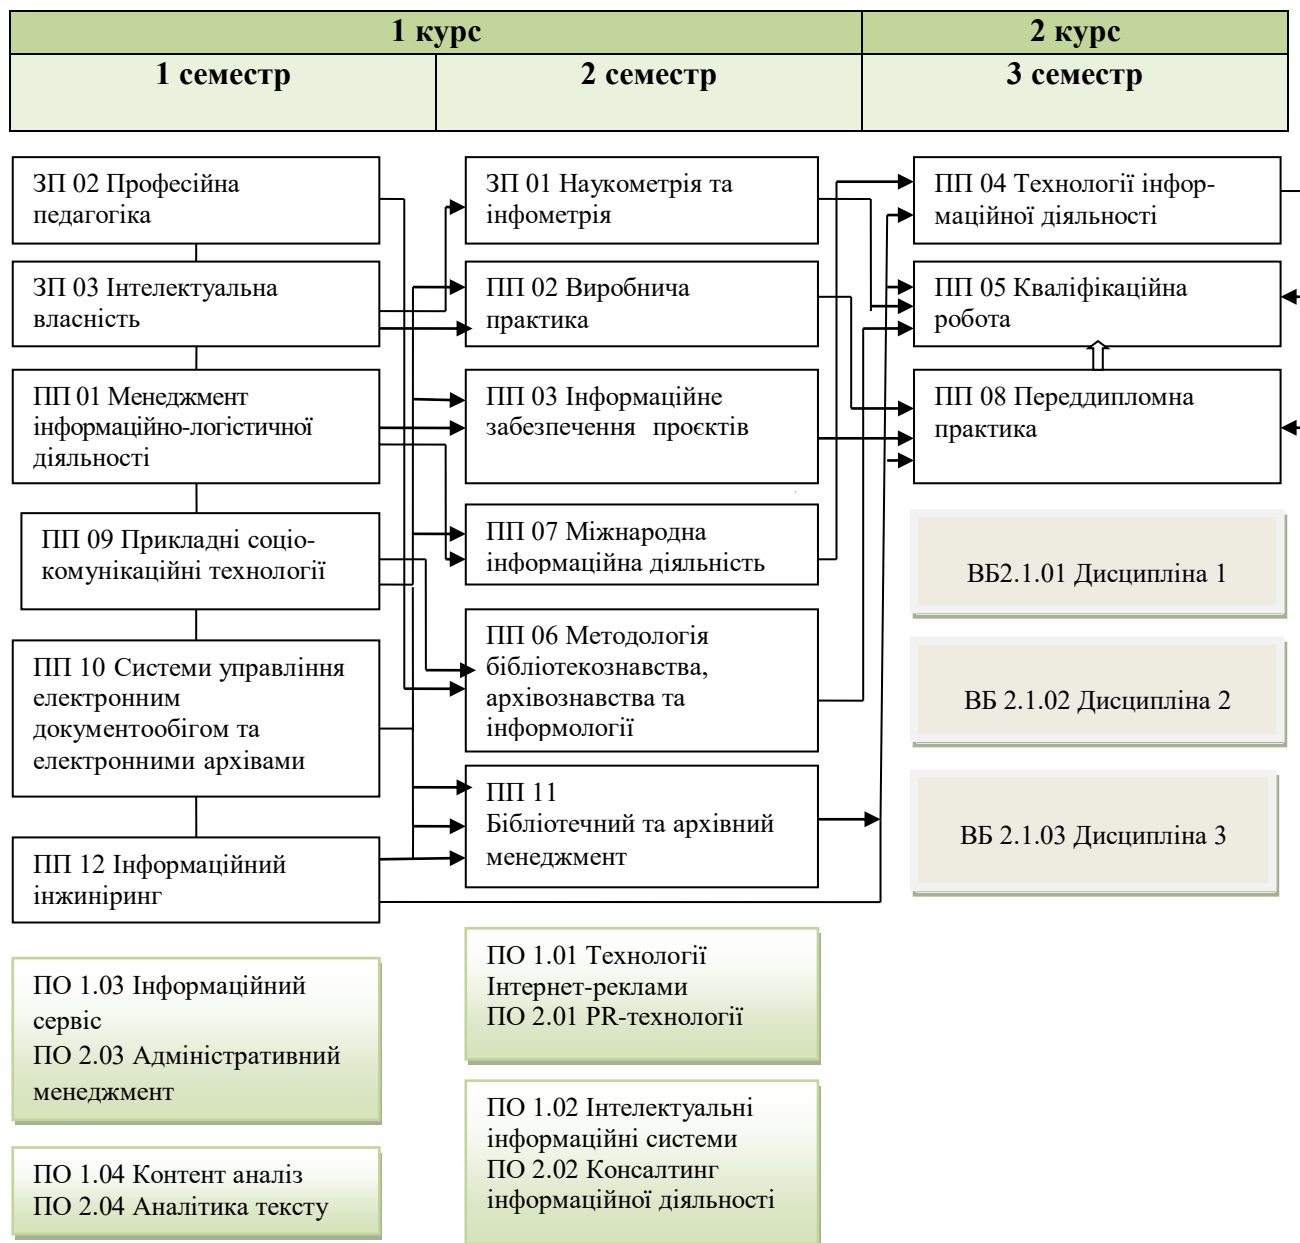 1 курс
2 курс
1 семестр
2 семестр
3 семестр
ЗП 02 Професійна
педагогіка
ЗП 03 Інтелектуальна
власність
ПП 01 Менеджмент
інформаційно-логістичної
діяльності
ПП 09 Прикладні соціо-
комунікаційні технології
ПП 10 Системи управління
електронним
документообігом та
електронними архівами
ПП 12 Інформаційний
інжиніринг
ПО 1.03 Інформаційний
сервіс
ПО 2.03 Адміністративний
менеджмент
ПО 1.04 Контент аналіз
ПО 2.04 Аналітика тексту
ЗП 01 Наукометрія та
інфометрія
ПП 02 Виробнича
практика
ПП 03 Інформаційне
забезпечення проєктів
ПП 07 Міжнародна
інформаційна діяльність
ПП 06 Методологія
бібліотекознавства,
архівознавства та
інформології
ПП 11
Бібліотечний та архівний
менеджмент
ПО 1.01 Технології
Інтернет-реклами
ПО 2.01 PR-технології
ПО 1.02 Інтелектуальні
інформаційні системи
ПО 2.02 Консалтинг
інформаційної діяльності
ПП 04 Технології інфор-
маційної діяльності
ПП 05 Кваліфікаційна
робота
ПП 08 Переддипломна
практика
ВБ2.1.01 Дисципліна 1
ВБ 2.1.02 Дисципліна 2
ВБ 2.1.03 Дисципліна 3